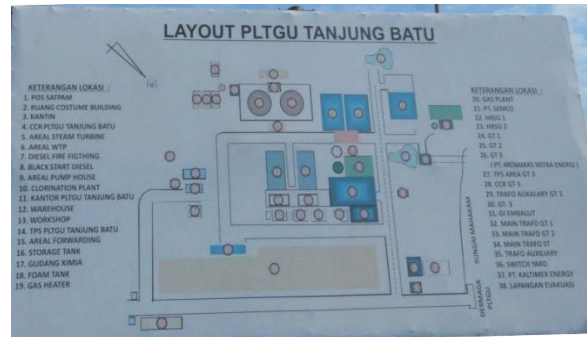 LAYOUT PLTGU TANJUNG BATU
KETERANGAN LOKASI :
1. POS SATPAM
2. RUANG COSTUME BUILDING
3. KANTIN
4. CCR PLTGU TANJUNG BATU
5. AREAL STEAM TURBINE
6. AREAL WTP
7. DIESEL FIRE FIGTHING
8. BLACK START DIESEL
9. AREAL PUMP HOUSE
10. CLORINATION PLANT
11. KANTOR PLTGU TANJUNG BATU
12. WAREHOUSE
13. WORKSHOP
14. TPS PLTGU TANJUNG BATU
15. AREAL FORWARDING
16. STORAGE TANK
17. GUDANG KIMIA
18. FOAM TANK
19. GAS HEATER
KETERANGAN LOKASI :
20. GAS PLANT
21. PT. SEMCO
22. HRSG 1
23. HRSG 2
24. GT 1
25. GT 2
26. GT 3
( PT. MENAMAS MITRA ENERGI )
27. TPS AREA GT 3
28. CCR GT 3
29. TRAFO AUXALARY GT 3
30. GT 3
31. GI EMBALUT
32. MAIN TRAFO GT 1
33. MAIN TRAFO GT 2
34. MAIN TRAFO ST
35. TRAFO AUXILIARY
36. SWITCH YARD
37. PT. KALTIMEX ENERGY
38. LAPANGAN EVAKUASI
SUNGAI MAHAKAM
DERMAGA
PLTGU